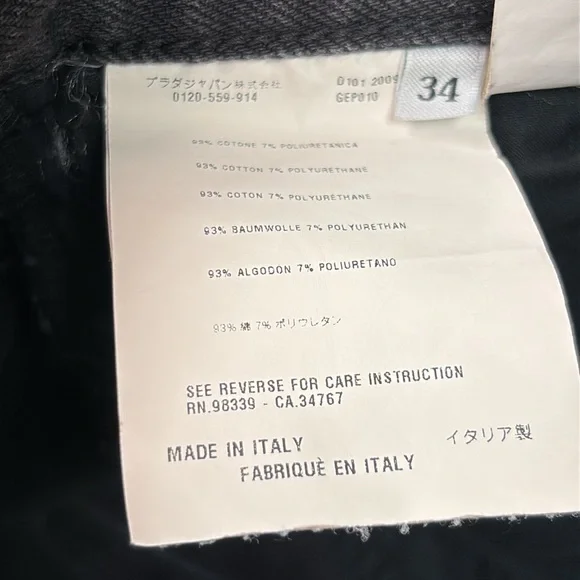 プラダジャパン株式会社 0101 2009
0120-559-914 GEP010
34
93% COTONE 7% POLIURETANICA
93% COTTON 7% POLYURETHANE
93% COTON 7% POLYURÉTHANE
93% BAUMWOLLE 7% POLYURETHAN
93% ALGODON 7% POLIURETANO
93% 綿 7% ポリウレタン
SEE REVERSE FOR CARE INSTRUCTION
RN.98339 - CA.34767
MADE IN ITALY イタリア製
FABRIQUÈ EN ITALY